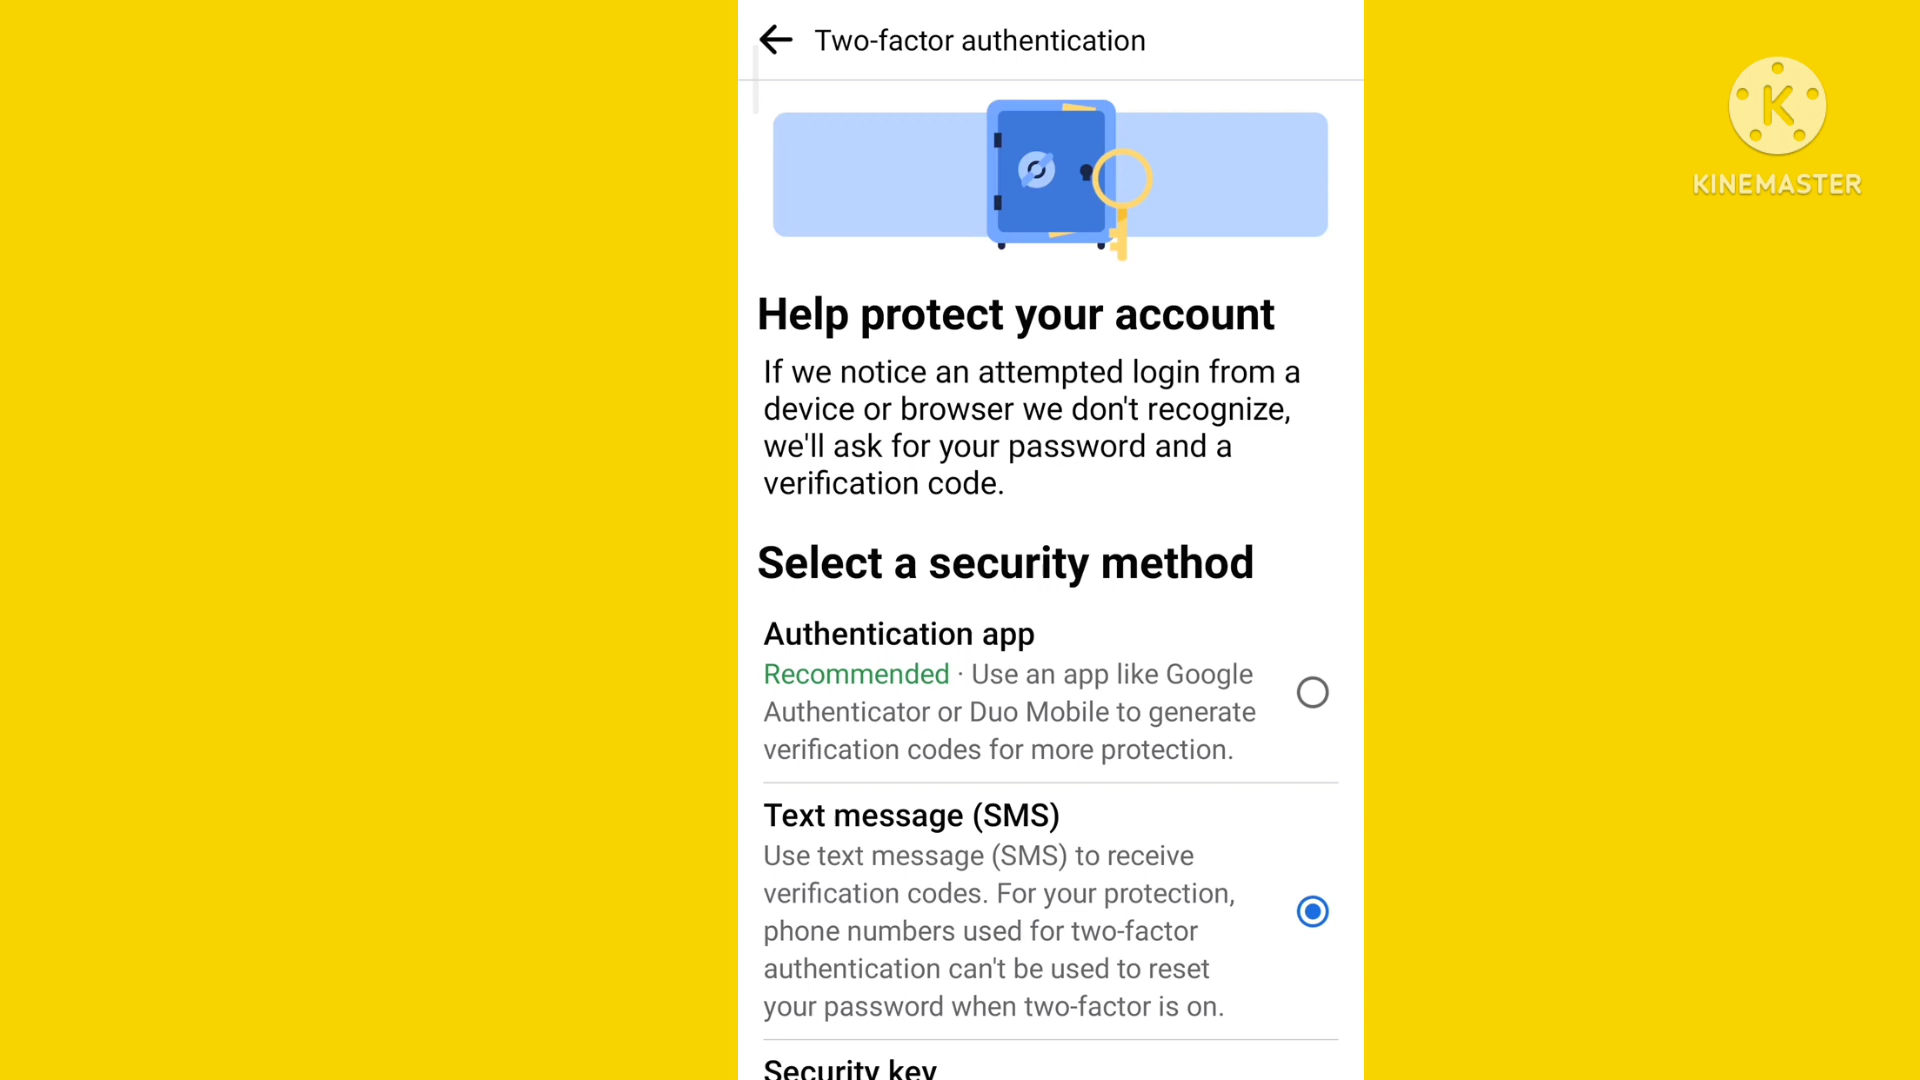 Two-factor authentication
K
KINEMASTER
Help protect your account
If we notice an attempted login from a
device or browser we don't recognize,
we'll ask for your password and a
verification code.
Select a security method
Authentication app
Recommended · Use an app like Google
Authenticator or Duo Mobile to generate
verification codes for more protection.
Text message (SMS)
Use text message (SMS) to receive
verification codes. For your protection,
phone numbers used for two-factor
authentication can't be used to reset
your password when two-factor is on.
Security key